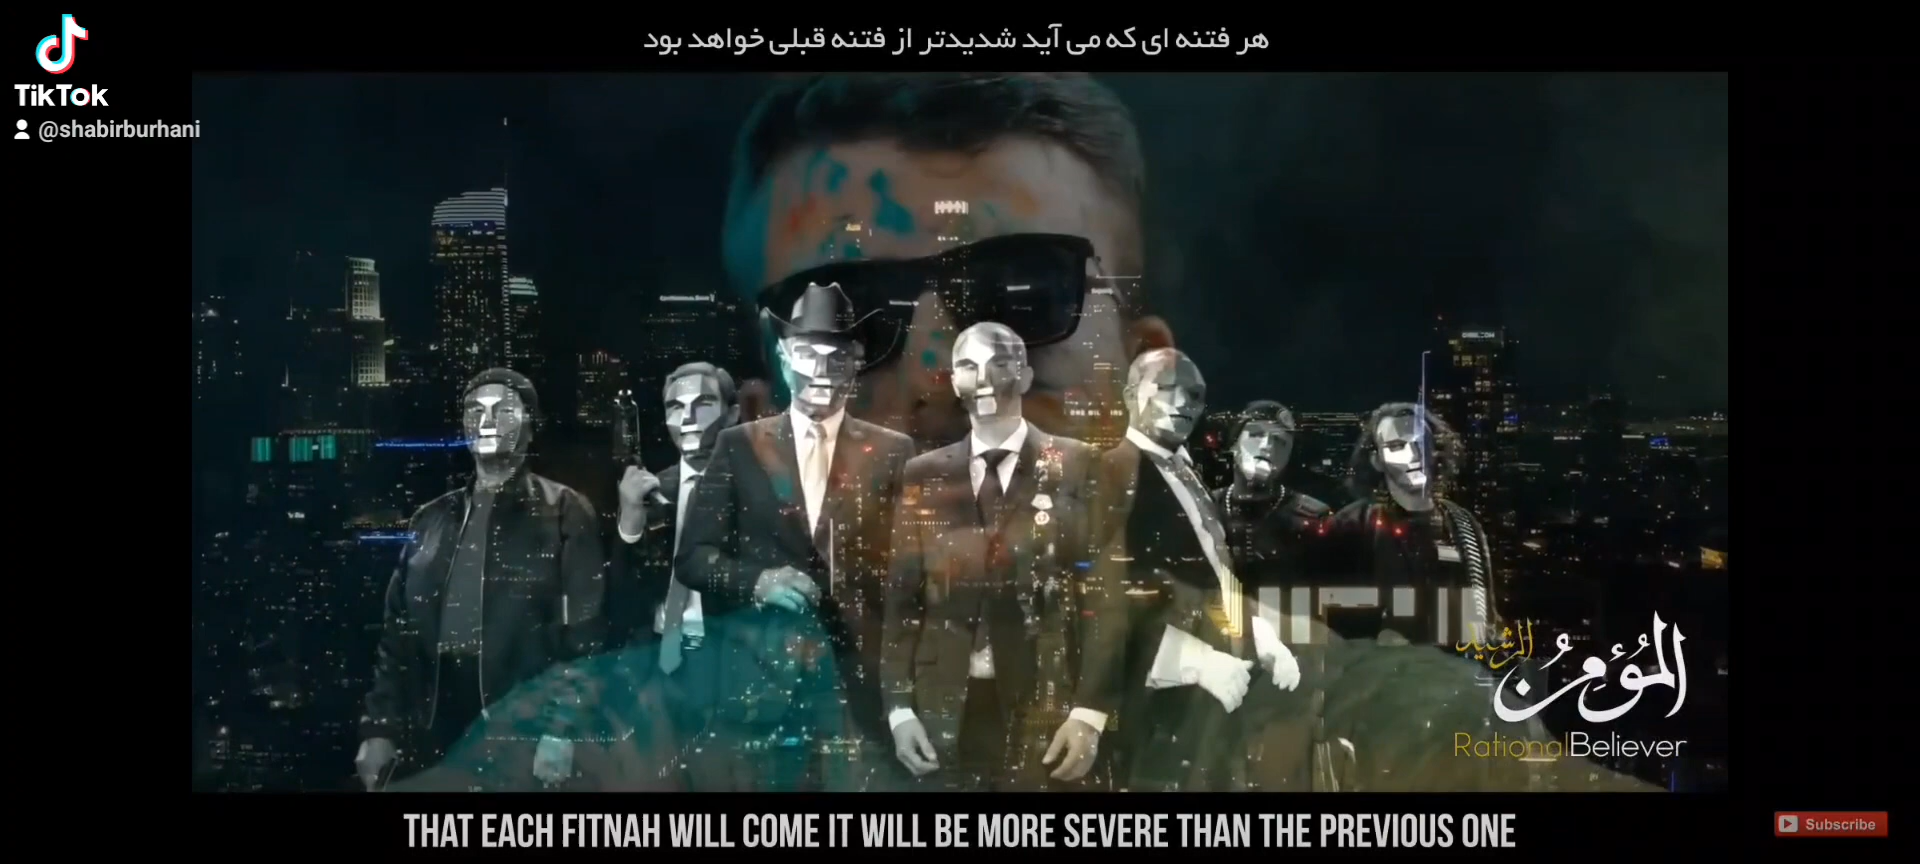 هر فتنه ای که می آید شدیدتر از فتنه قبلی خواهد بود
TikTok
@shabirburhani
المؤمن الرشيد
RationalBeliever
THAT EACH FITNAH WILL COME IT WILL BE MORE SEVERE THAN THE PREVIOUS ONE
Subscribe